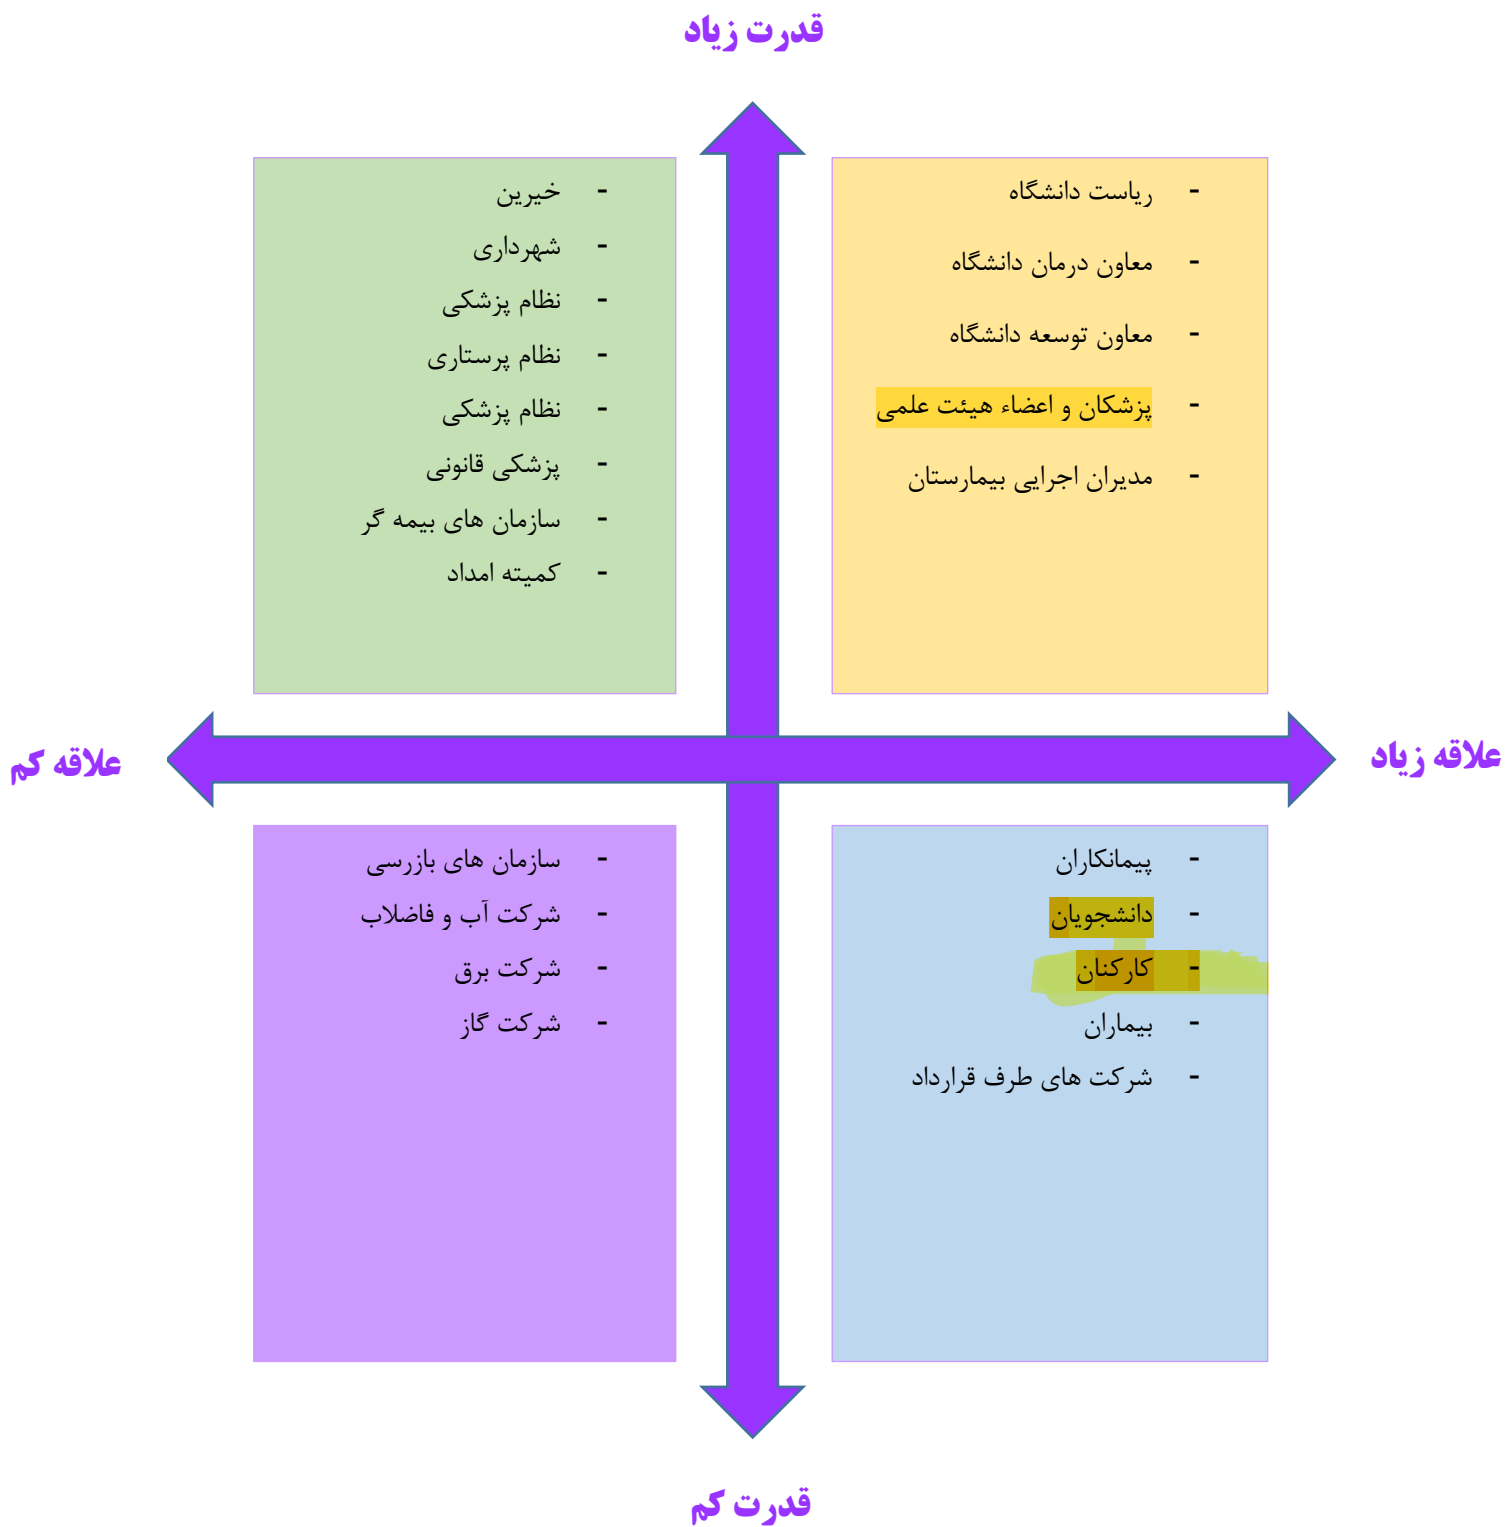 قدرت زیاد
- ریاست دانشگاه
- معاون درمان دانشگاه
- معاون توسعه دانشگاه
- پزشکان و اعضاء هیئت علمی
- مدیران اجرایی بیمارستان
- خیرین
- شهرداری
- نظام پزشکی
- نظام پرستاری
- نظام پزشکی
- پزشکی قانونی
- سازمان های بیمه گر
- کمیته امداد
علاقه زیاد
علاقه کم
- پیمانکاران
- دانشجویان
- کارکنان
- بیماران
- شرکت های طرف قرارداد
- سازمان های بازرسی
- شرکت آب و فاضلاب
- شرکت برق
- شرکت گاز
قدرت کم